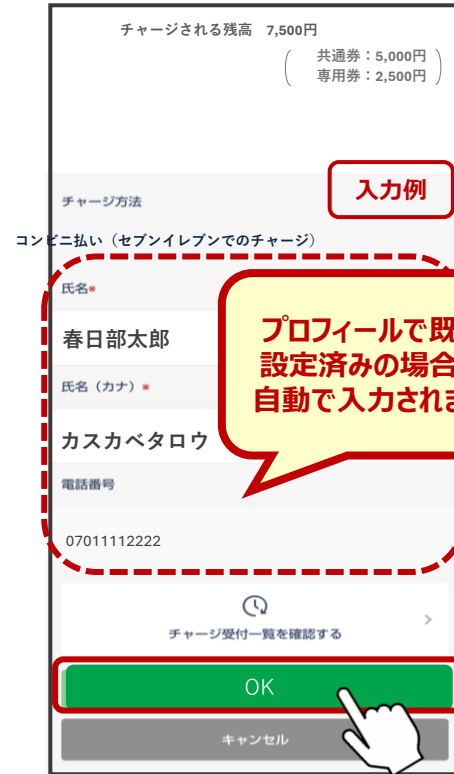 チャージされる残高 7,500円
共通券：5,000円
専用券：2,500円
入力例
チャージ方法
コンビニ払い（セブンイレブンでのチャージ）
氏名*
春日部太郎
プロフィールで既
設定済みの場合
自動で入力されま
氏名（カナ）*
カスカベタロウ
電話番号
07011112222
チャージ受付一覧を確認する
OK
キャンセル